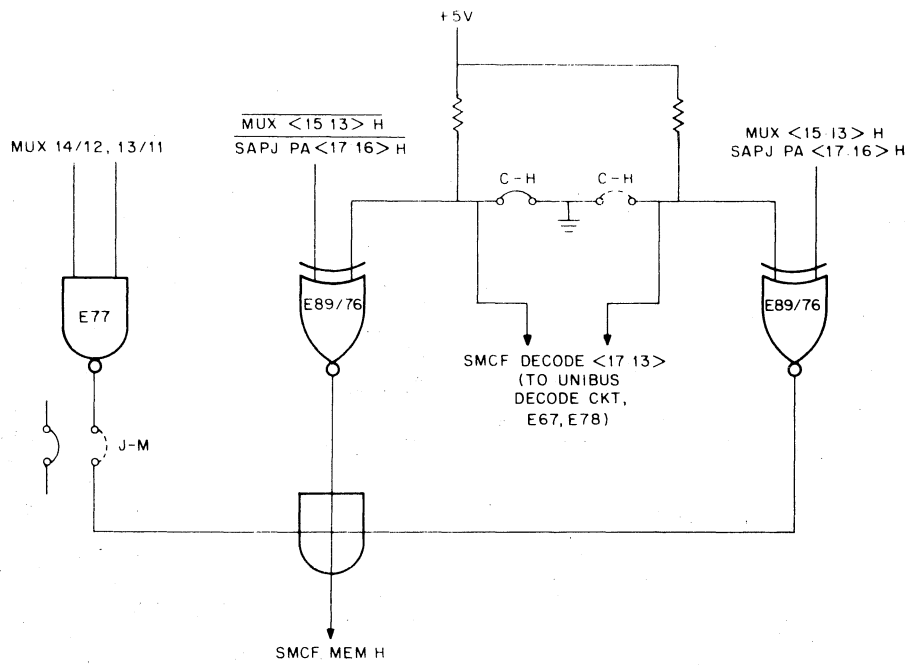 +5V
MUX 14/12, 13/11
MUX <15 13> H
SAPJ PA <17 16> H
MUX <15 13> H
SAPJ PA <17 16> H
C-H
C-H
E77
E89/76
E89/76
SMCF DECODE <17 13>
(TO UNIBUS
DECODE CKT,
E67, E78)
J-M
SMCF MEM H